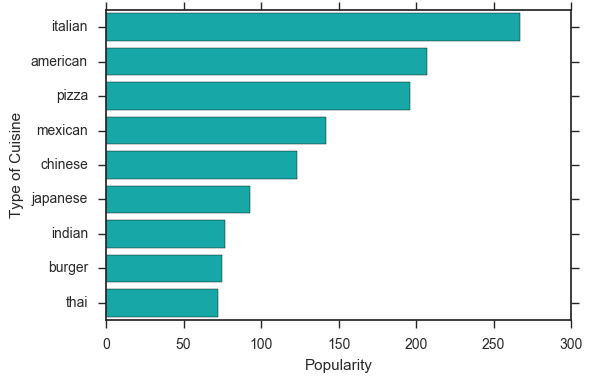 italian
american
pizza
mexican
chinese
japanese
indian
burger
thai
Type of Cuisine
0 50 100 150 200 250 300
Popularity